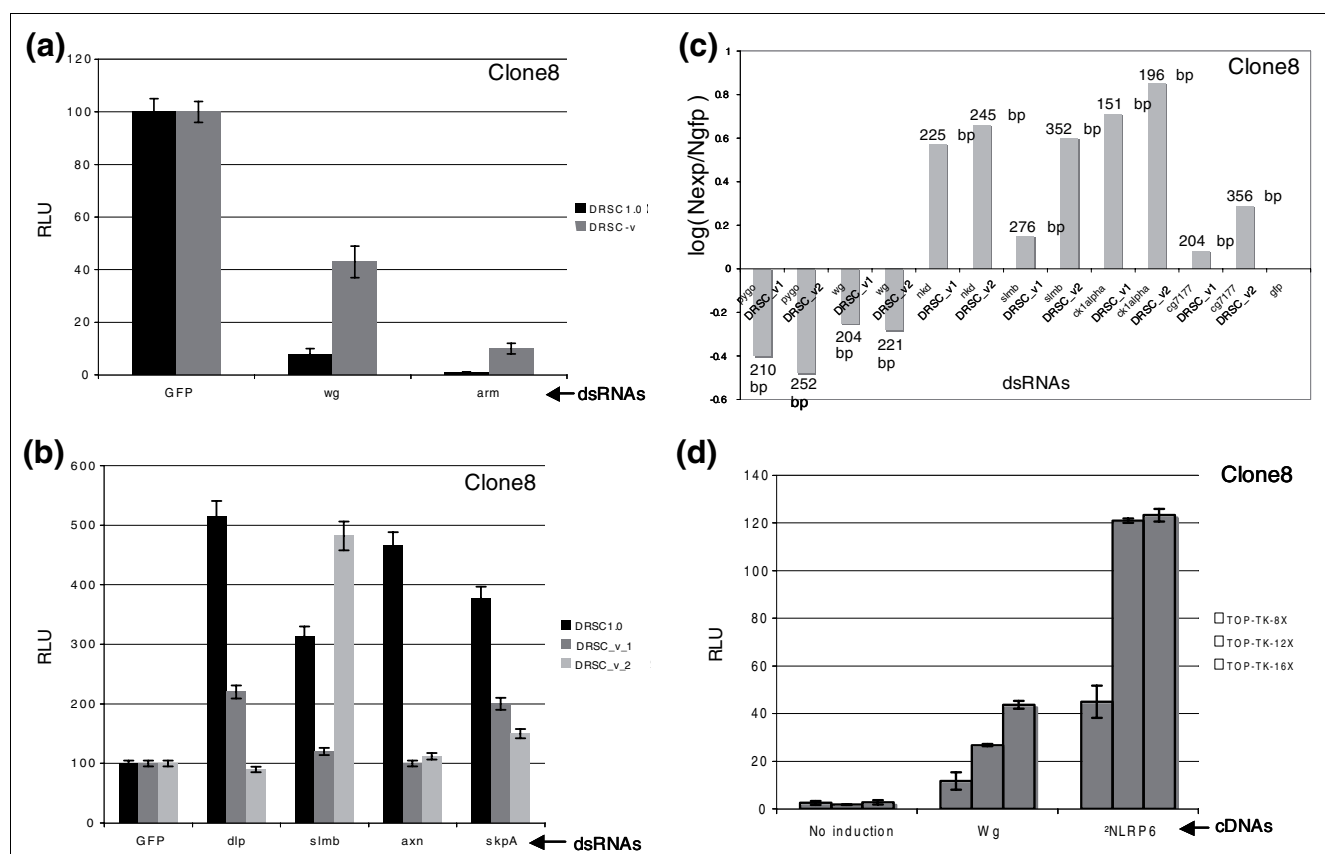 (a)
Clone8
120
100
80
60
40
20
0
RLU
GFP wg arm
dsRNAs
DRSC1.0
DRSC-v
(b)
Clone8
600
500
400
300
200
100
0
RLU
GFP dlp slmb axn skpA
dsRNAs
DRSC1.0
DRSC_v_1
DRSC_v_2
(c)
Clone8
1
0.8
0.6
0.4
0.2
0
-0.2
-0.4
-0.6
log( Nexp/Ngfp )
210 bp
252 bp
204 bp
221 bp
225 bp
245 bp
276 bp
352 bp
151 bp
196 bp
204 bp
356 bp
pygo DRSC_v1
pygo DRSC_v2
wg DRSC_v1
wg DRSC_v2
nkd DRSC_v1
nkd DRSC_v2
slmb DRSC_v1
slmb DRSC_v2
ck1alpha DRSC_v1
ck1alpha DRSC_v2
cg7177 DRSC_v1
cg7177 DRSC_v2
gfp
dsRNAs
(d)
Clone8
140
120
100
80
60
40
20
0
RLU
No induction Wg ²NLRP6
cDNAs
TOP-TK-8X
TOP-TK-12X
TOP-TK-16X